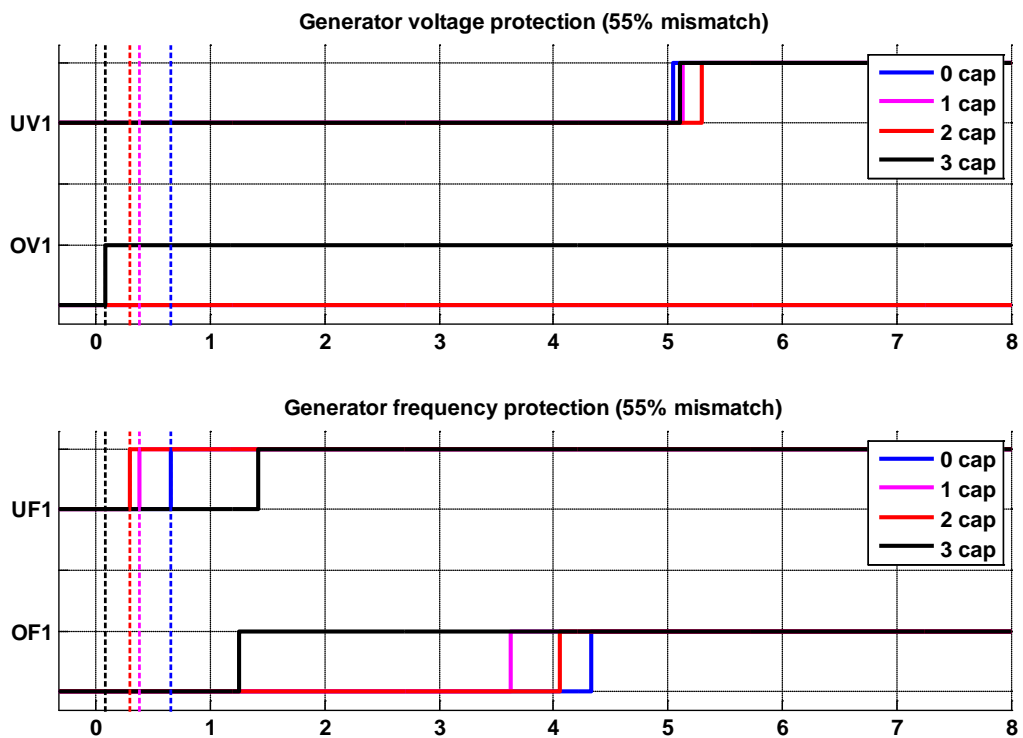 Generator voltage protection (55% mismatch)
UV1
OV1
0 cap
1 cap
2 cap
3 cap
0 1 2 3 4 5 6 7 8
Generator frequency protection (55% mismatch)
UF1
OF1
0 cap
1 cap
2 cap
3 cap
0 1 2 3 4 5 6 7 8